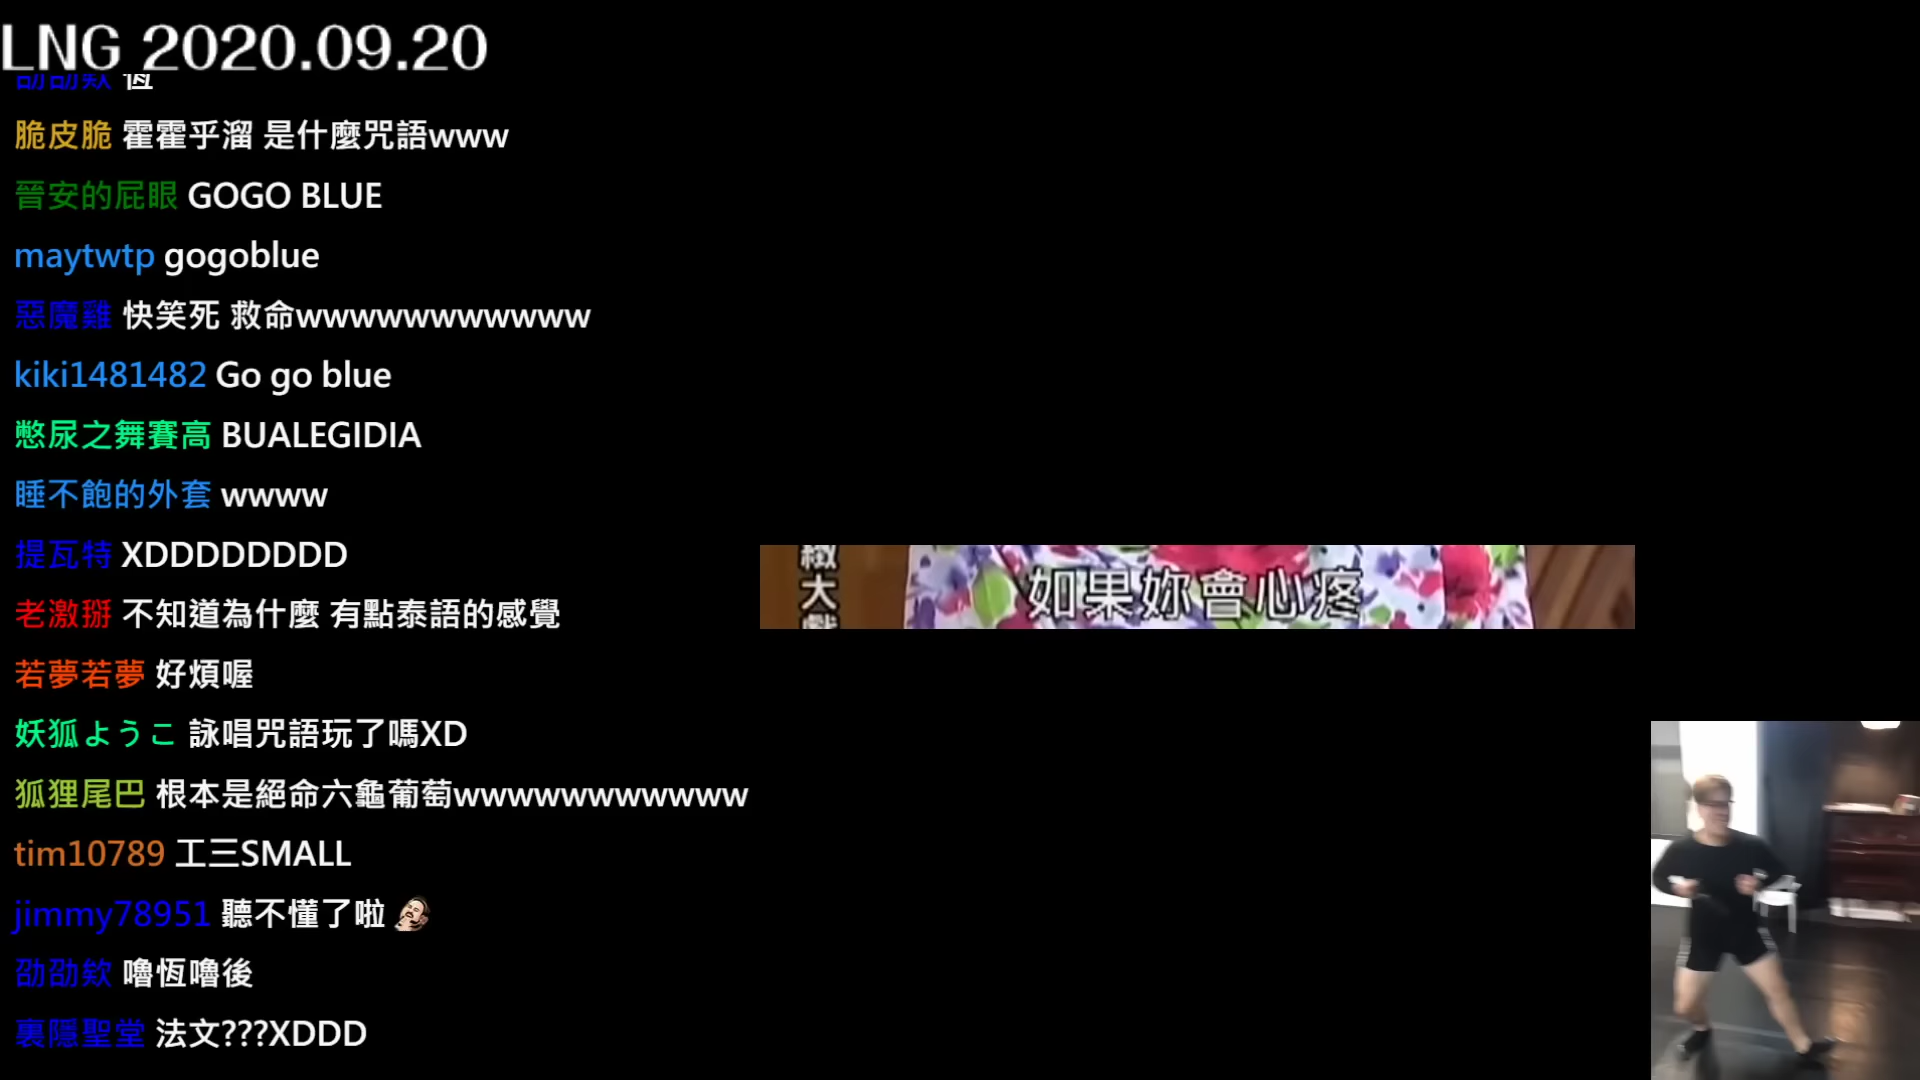 LNG 2020.09.20
劭劭欸 恆
脆皮脆 霍霍乎溜 是什麼咒語www
晉安的屁眼 GOGO BLUE
maytwtp gogoblue
惡魔雞 快笑死 救命wwwwwwwwwww
kiki1481482 Go go blue
憋尿之舞賽高 BUALEGIDIA
睡不飽的外套 wwww
提瓦特 XDDDDDDDD
老激掰 不知道為什麼 有點泰語的感覺
若夢若夢 好煩喔
妖狐ようこ 詠唱咒語玩了嗎XD
狐狸尾巴 根本是絕命六龜葡萄wwwwwwwwwww
tim10789 工三SMALL
jimmy78951 聽不懂了啦
劭劭欸 嚕恆嚕後
裏隱聖堂 法文???XDDD
緻大戲
如果妳會心疼